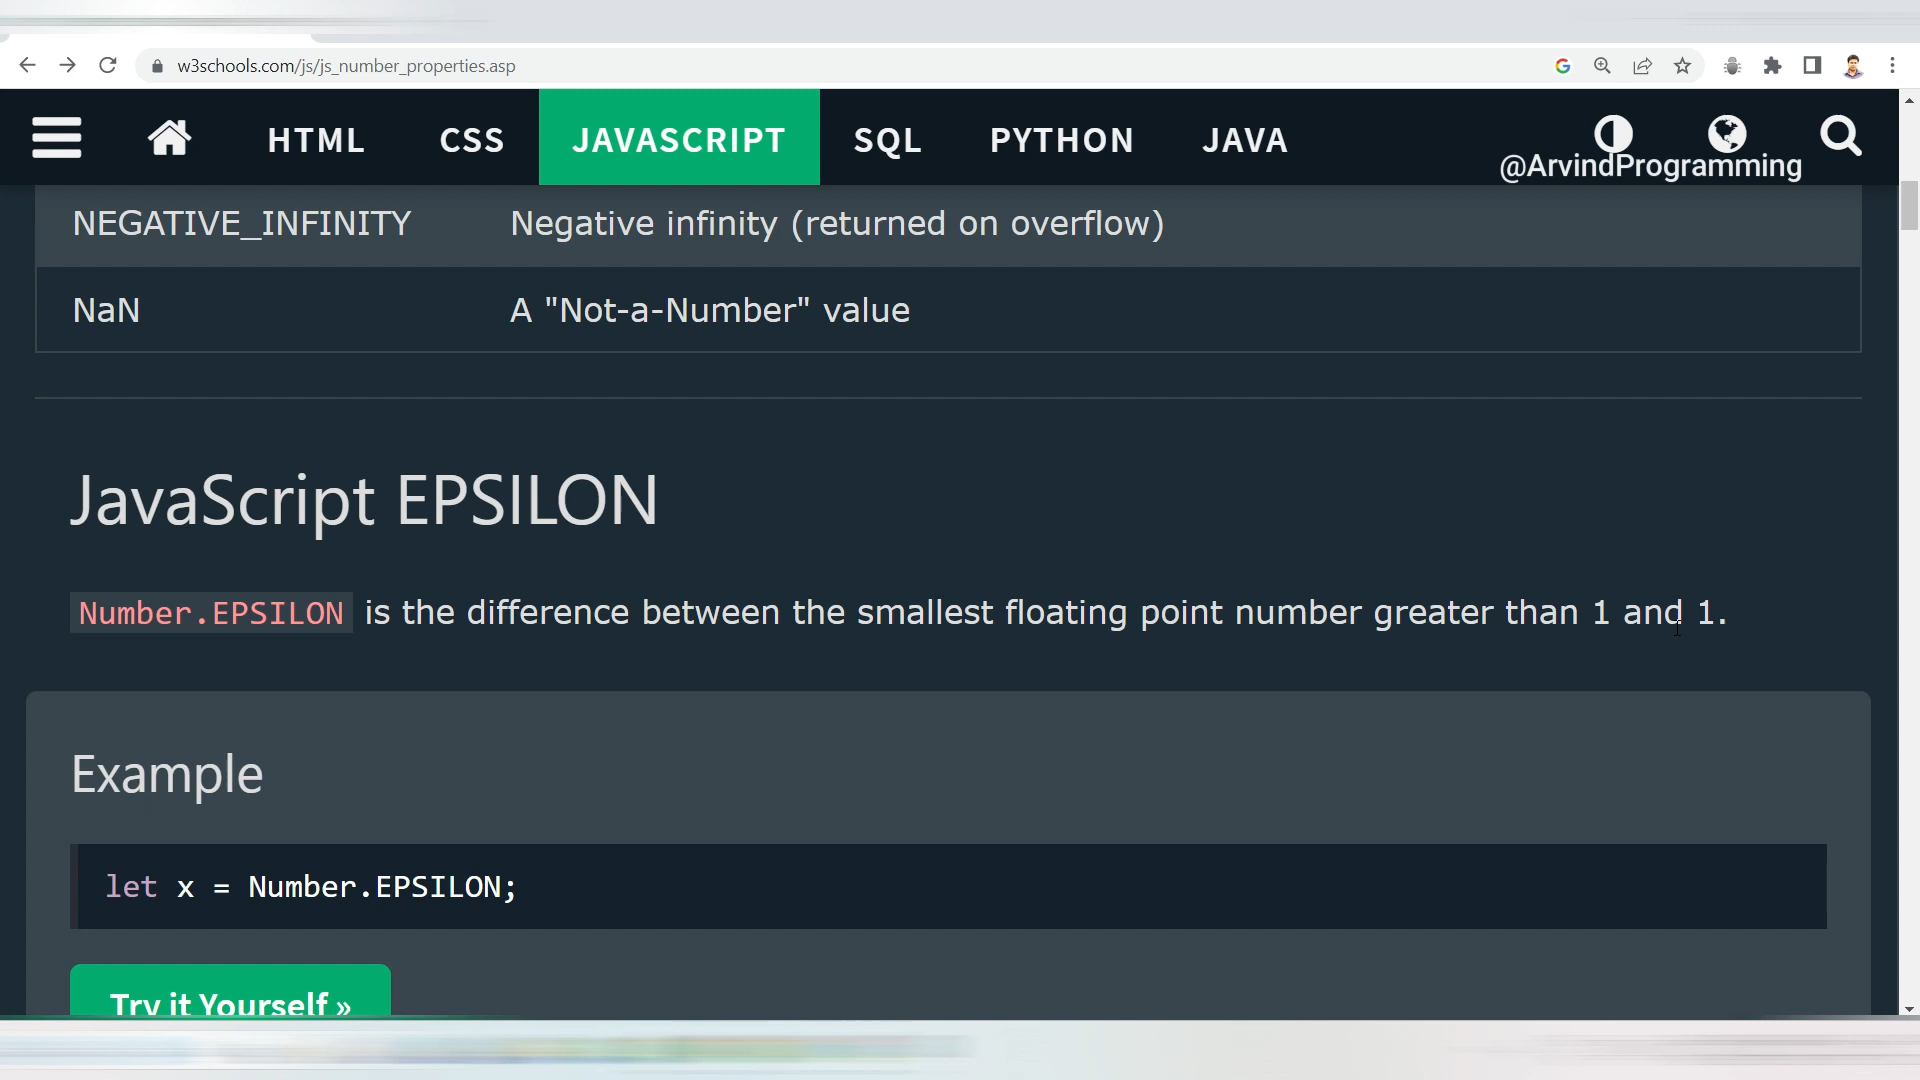 w3schools.com/js/js_number_properties.asp
HTML CSS JAVASCRIPT SQL PYTHON JAVA
@ArvindProgramming
NEGATIVE_INFINITY Negative infinity (returned on overflow)
NaN A "Not-a-Number" value
JavaScript EPSILON
Number.EPSILON is the difference between the smallest floating point number greater than 1 and 1.
Example
let x = Number.EPSILON;
Try it Yourself »